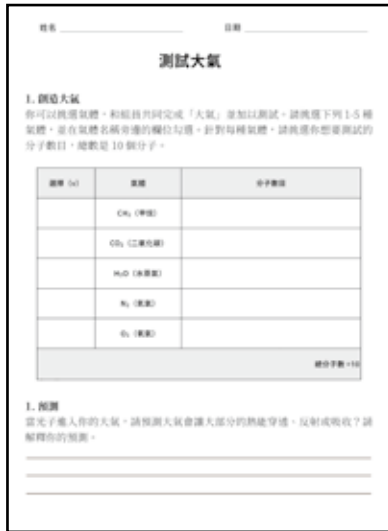 姓名 日期
測試大氣
1. 創造大氣
你可以挑選氣體，和組員共同完成「大氣」並加以測試。請挑選下列 1-5 種
氣體，並在氣體名稱旁邊的欄位勾選。針對每種氣體，請挑選你想要測試的
分子數目，總數是 10 個分子。
選擇（x） 氣體 分子數目
CH₄（甲烷）
CO₂（二氧化碳）
H₂O（水蒸氣）
N₂（氮氣）
O₂（氧氣）
總分子數 =10
1. 預測
當光子進入你的大氣，請預測大氣會讓大部分的熱能穿透、反射或吸收？請
解釋你的預測。